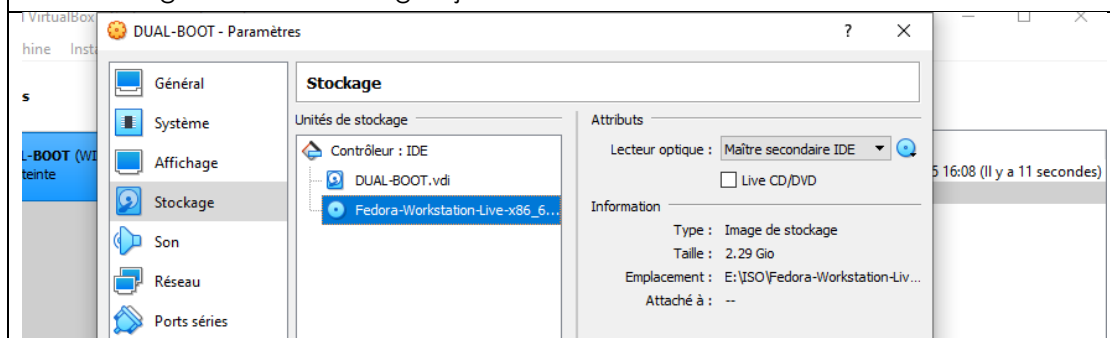 VirtualBox
DUAL-BOOT - Paramètres
?
hine Insta
s
L-BOOT (WI
teinte
Général
Système
Affichage
Stockage
Son
Réseau
Ports séries
Stockage
Unités de stockage
Contrôleur : IDE
DUAL-BOOT.vdi
Fedora-Workstation-Live-x86_6...
Attributs
Lecteur optique : Maître secondaire IDE
Live CD/DVD
Information
Type : Image de stockage
Taille : 2.29 Gio
Emplacement : E:\ISO\Fedora-Workstation-Liv...
Attaché à : --
5 16:08 (Il y a 11 secondes)